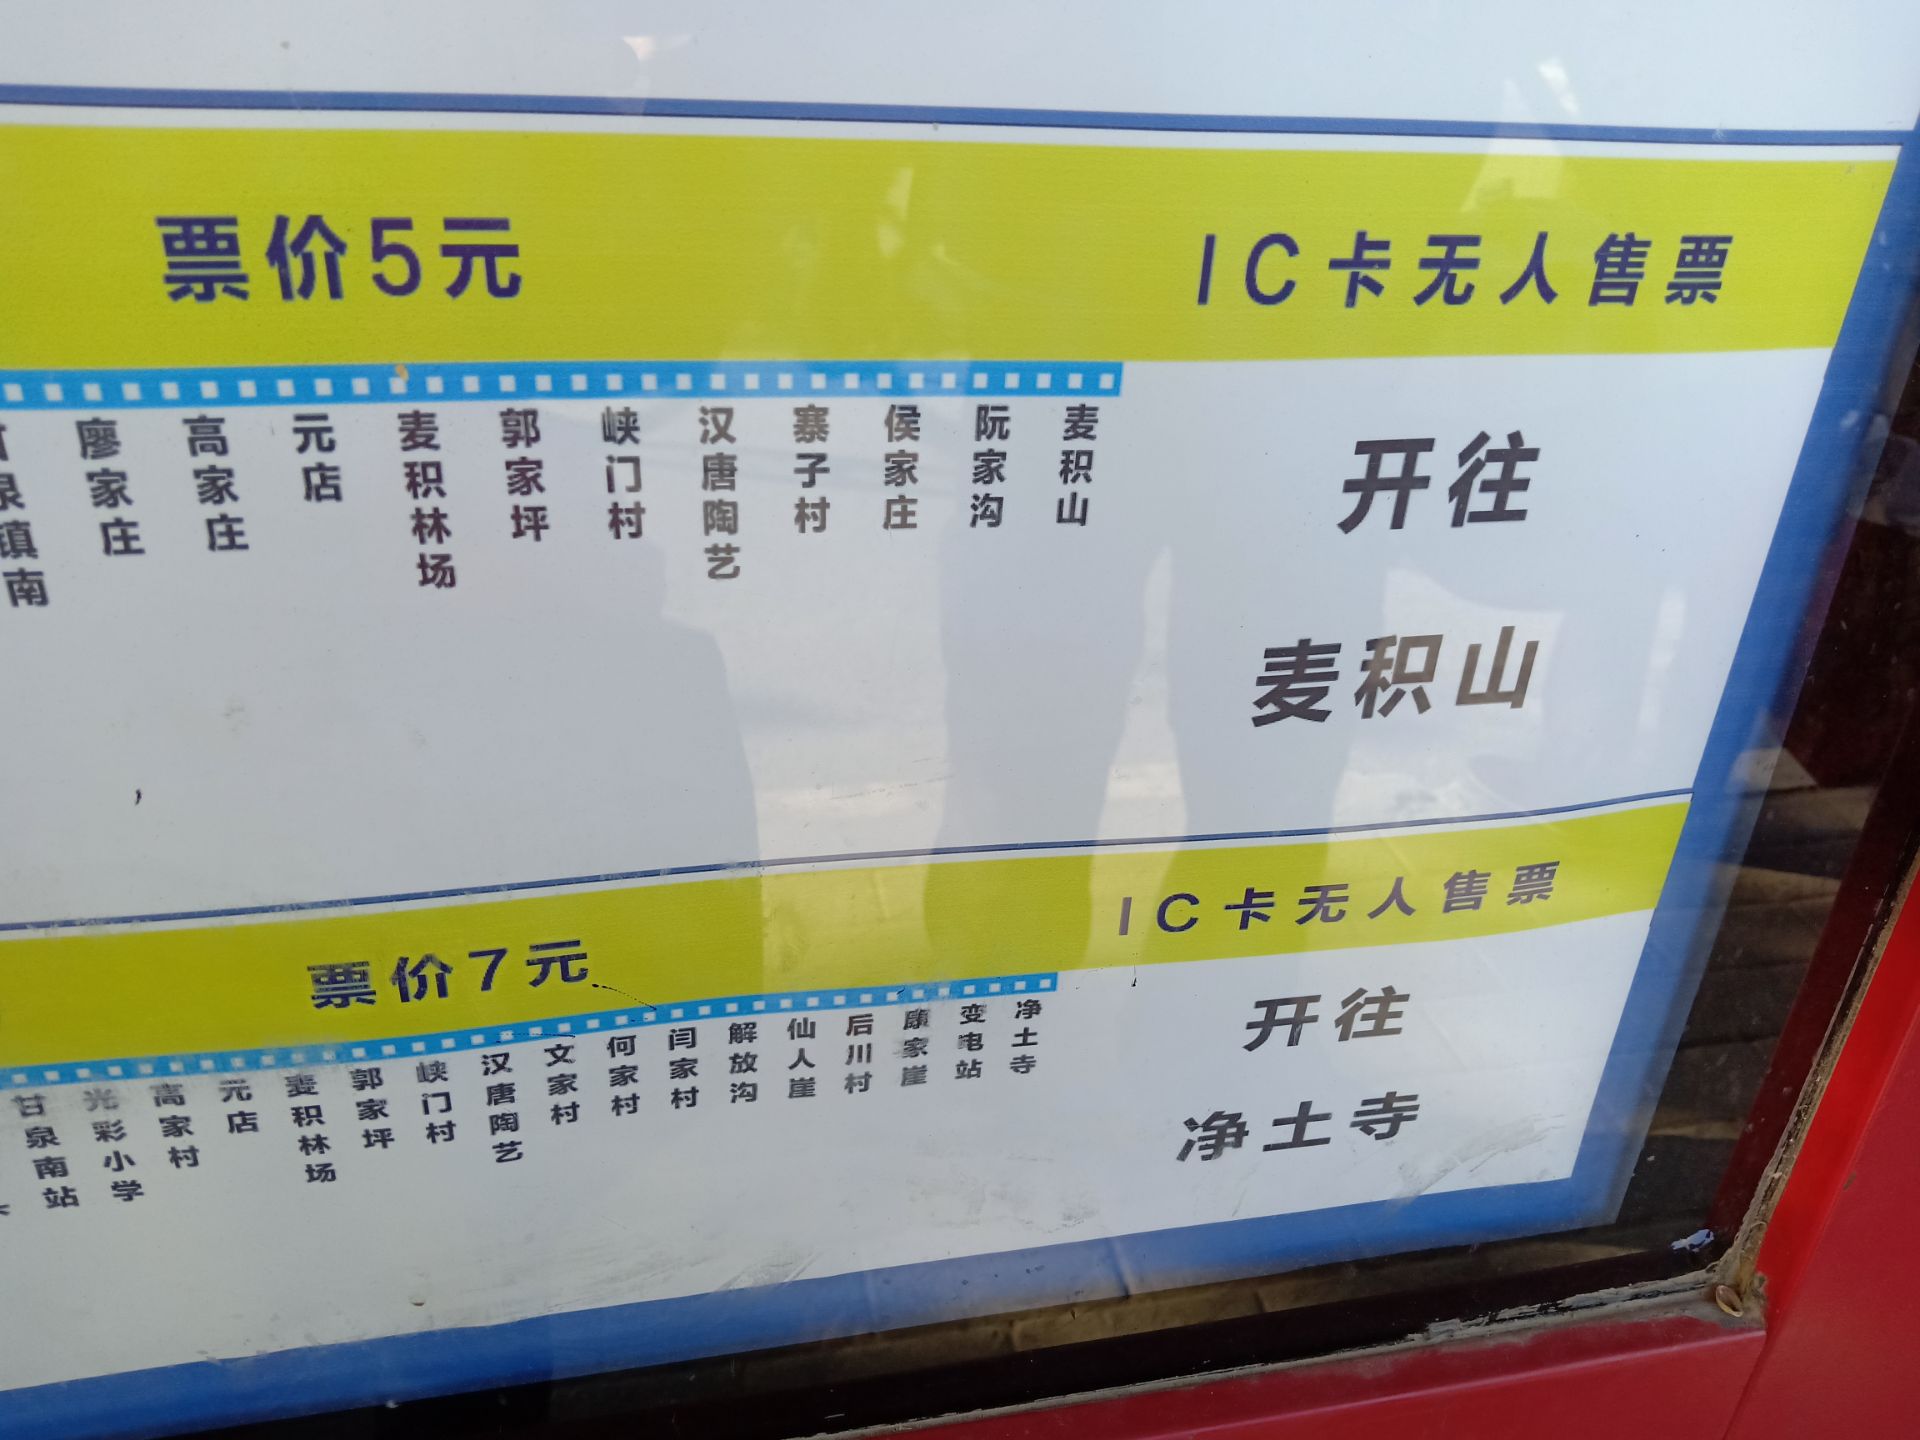 票价5元
IC卡无人售票
泉镇南
廖家庄
高家庄
元店
麦积林场
郭家坪
峡门村
汉唐陶艺
寨子村
侯家庄
阮家沟
麦积山
开往
麦积山
票价7元
IC卡无人售票
甘泉南站
光彩小学
高家村
元店
麦积林场
郭家坪
峡门村
汉唐陶艺
文家村
何家村
闫家村
解放沟
仙人崖
后川村
康家崖
变电站
净土寺
开往
净土寺